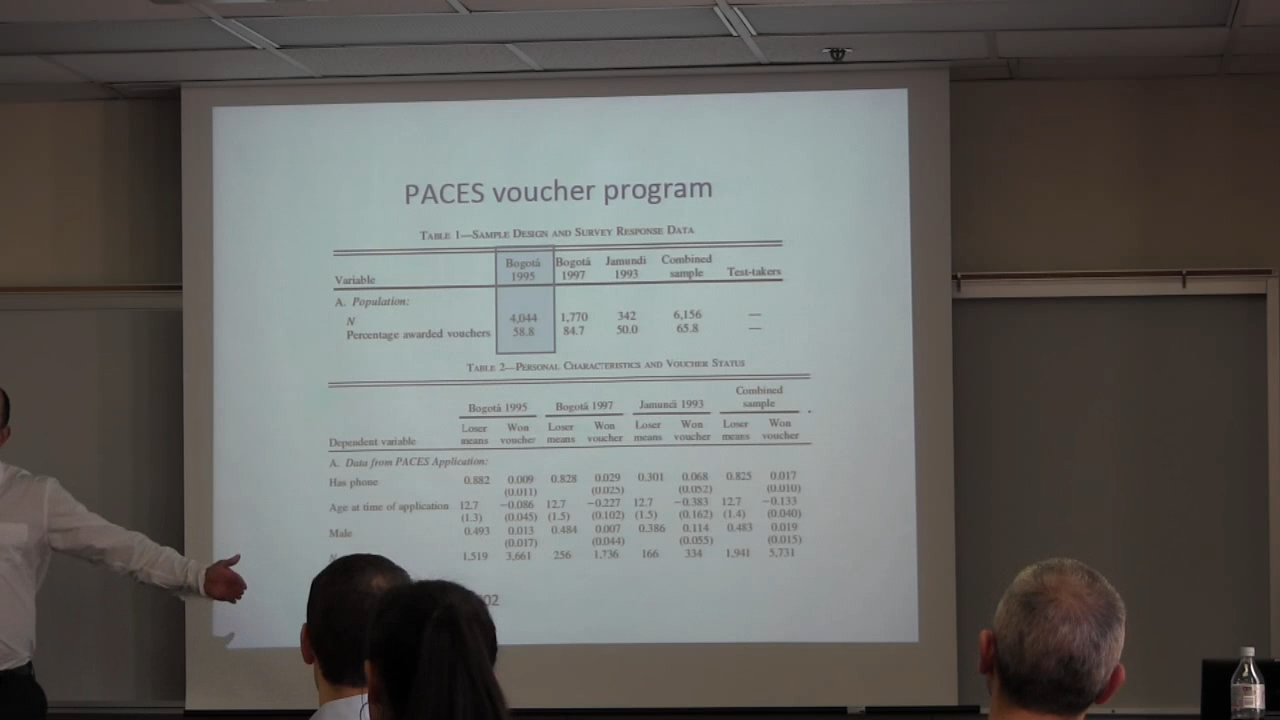 PACES voucher program
TABLE 1—SAMPLE DESIGN AND SURVEY RESPONSE DATA
Variable Bogotá 1995 Bogotá 1997 Jamundi 1993 Combined sample Test-takers
A. Population:
N 4,044 1,770 342 6,156 —
Percentage awarded vouchers 58.8 84.7 50.0 65.8 —
TABLE 2—PERSONAL CHARACTERISTICS AND VOUCHER STATUS
Bogotá 1995 Bogotá 1997 Jamundi 1993 Combined sample
Dependent variable Loser means Won voucher Loser means Won voucher Loser means Won voucher Loser means Won voucher
A. Data from PACES Application:
Has phone 0.882 0.009 0.828 0.029 0.301 0.068 0.825 0.017
(0.011) (0.025) (0.052) (0.010)
Age at time of application 12.7 −0.086 12.7 −0.227 12.7 −0.383 12.7 −0.133
(1.3) (0.045) (1.5) (0.102) (1.5) (0.162) (1.4) (0.040)
Male 0.493 0.013 0.484 0.007 0.386 0.114 0.483 0.019
(0.017) (0.044) (0.055) (0.015)
N 1,519 3,661 256 1,736 166 334 1,941 5,731
02